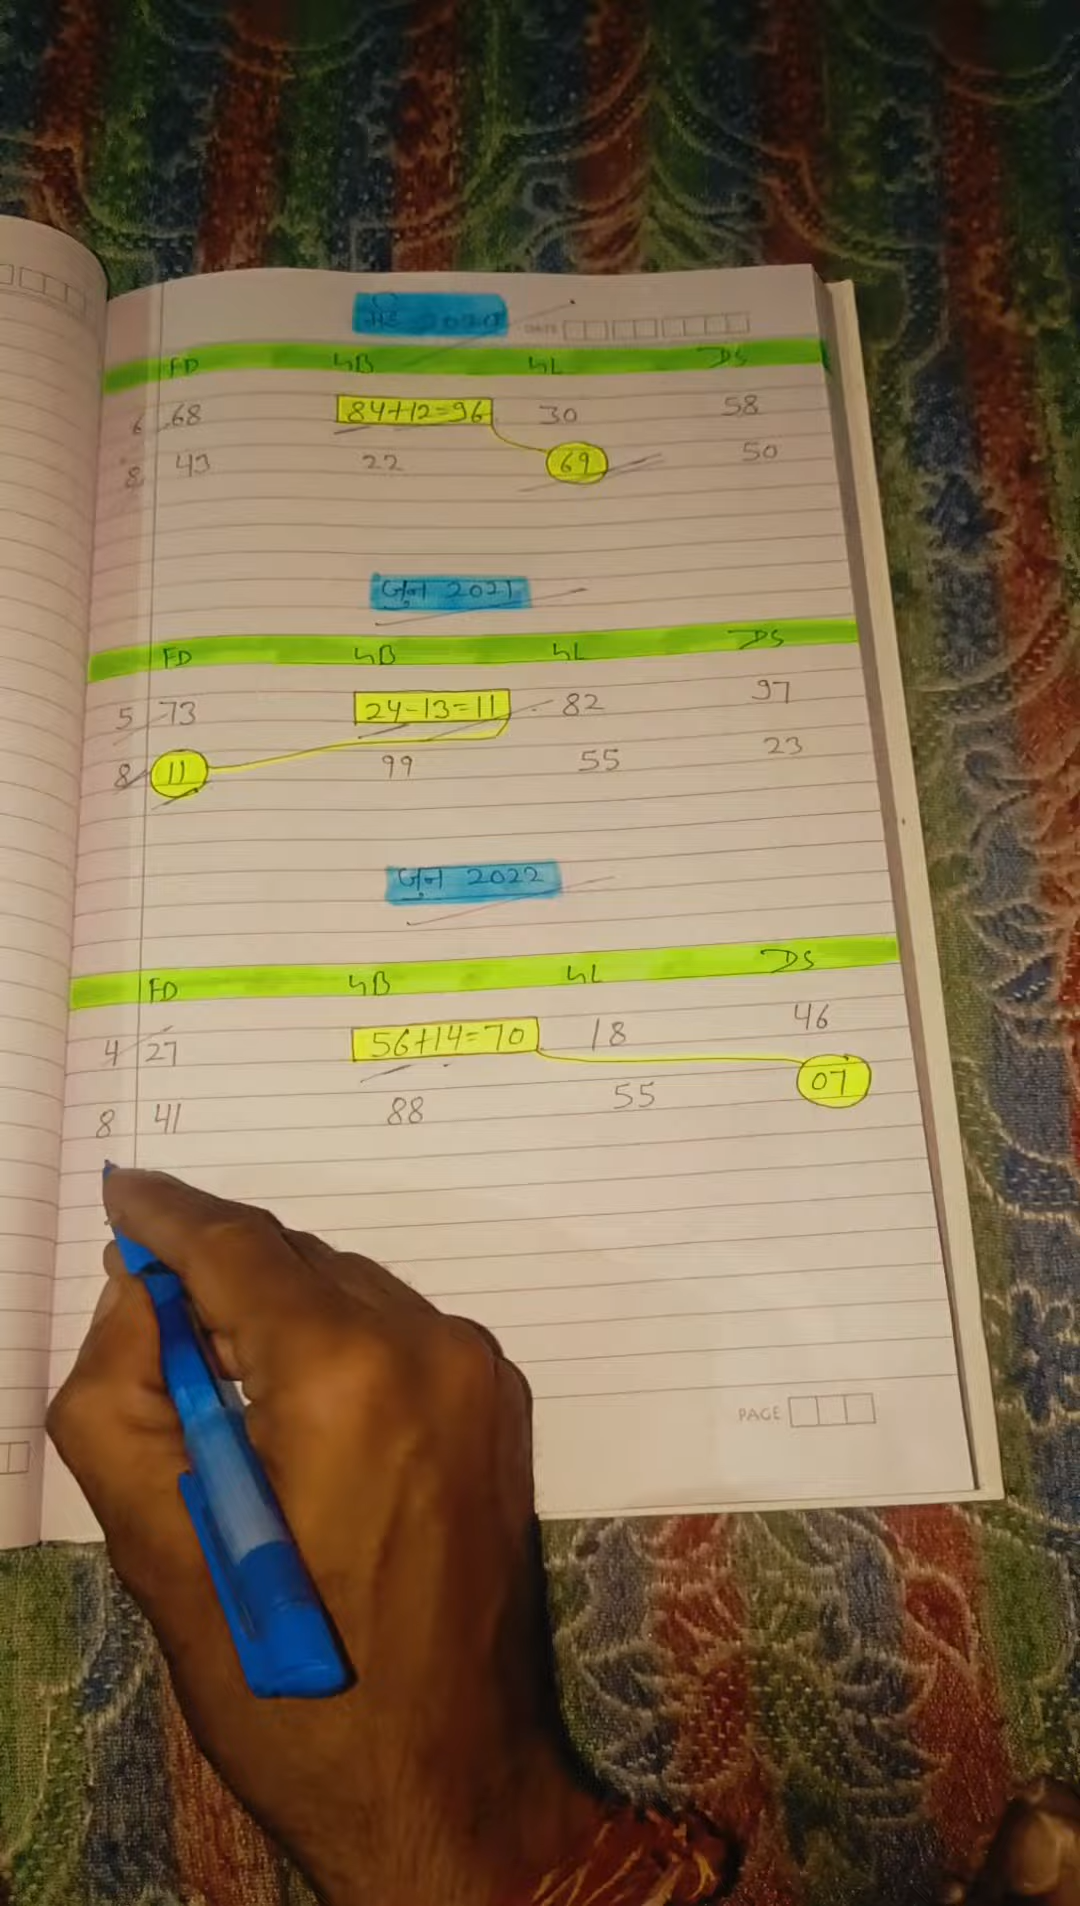 मई 2020
DATE
FD GB GL DS
6 68 84+12=96 30 58
8 43 22 69 50
जून 2021
FD GB GL DS
5 73 24-13=11 82 97
8 11 99 55 23
जून 2022
FD GB GL DS
4 27 56+14=70 18 46
8 41 88 55 07
PAGE